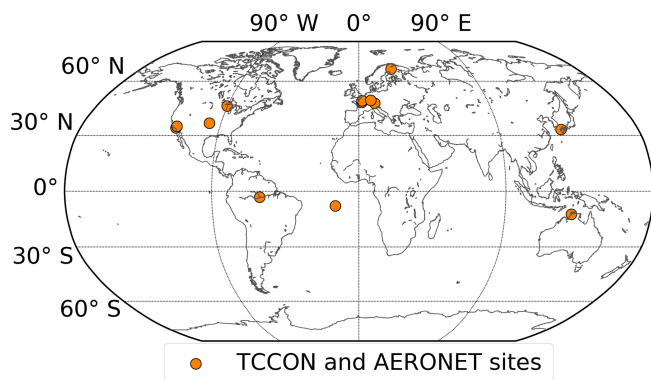 90° W 0° 90° E
60° N
30° N
0°
30° S
60° S
TCCON and AERONET sites